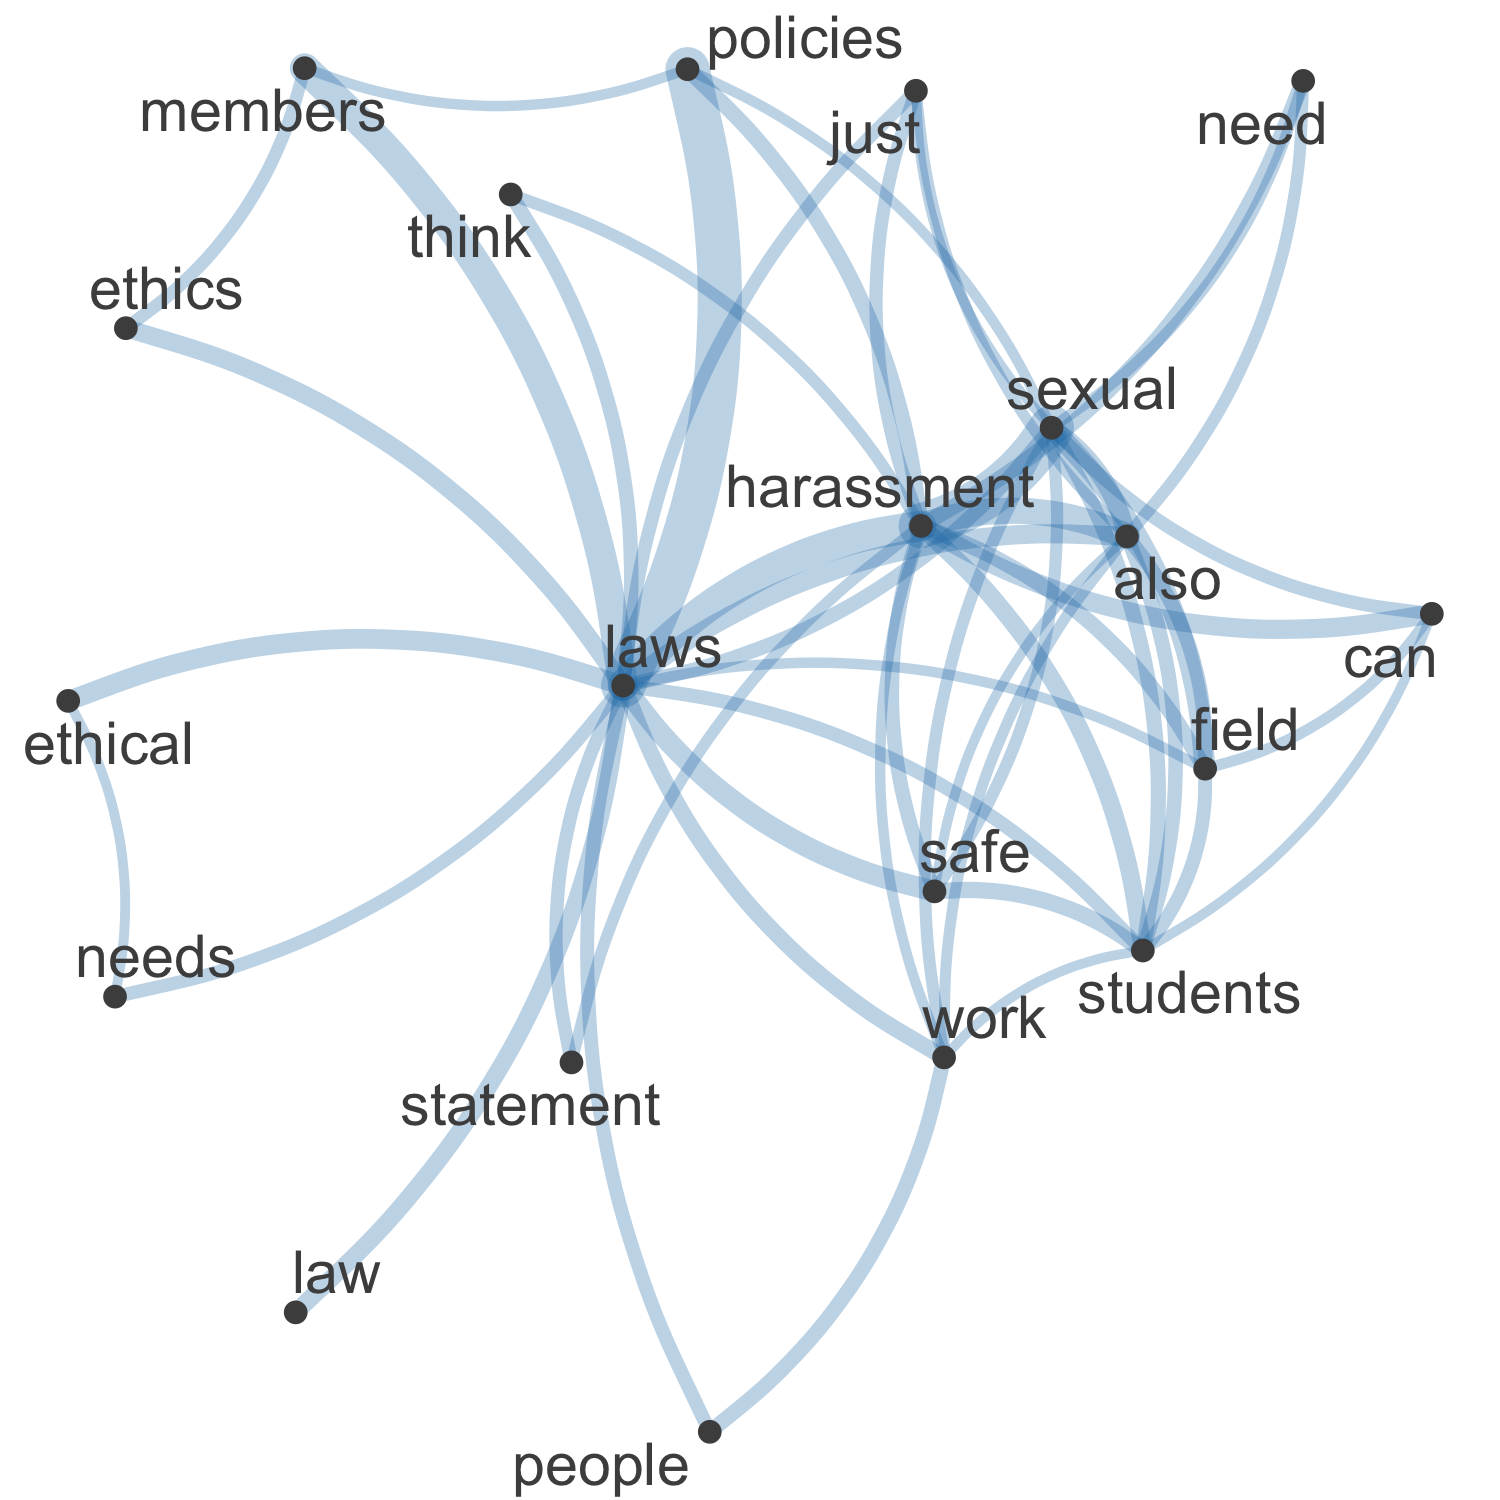 policies
members
just
need
think
ethics
sexual
harassment
also
laws
can
field
ethical
safe
needs
students
work
statement
law
people